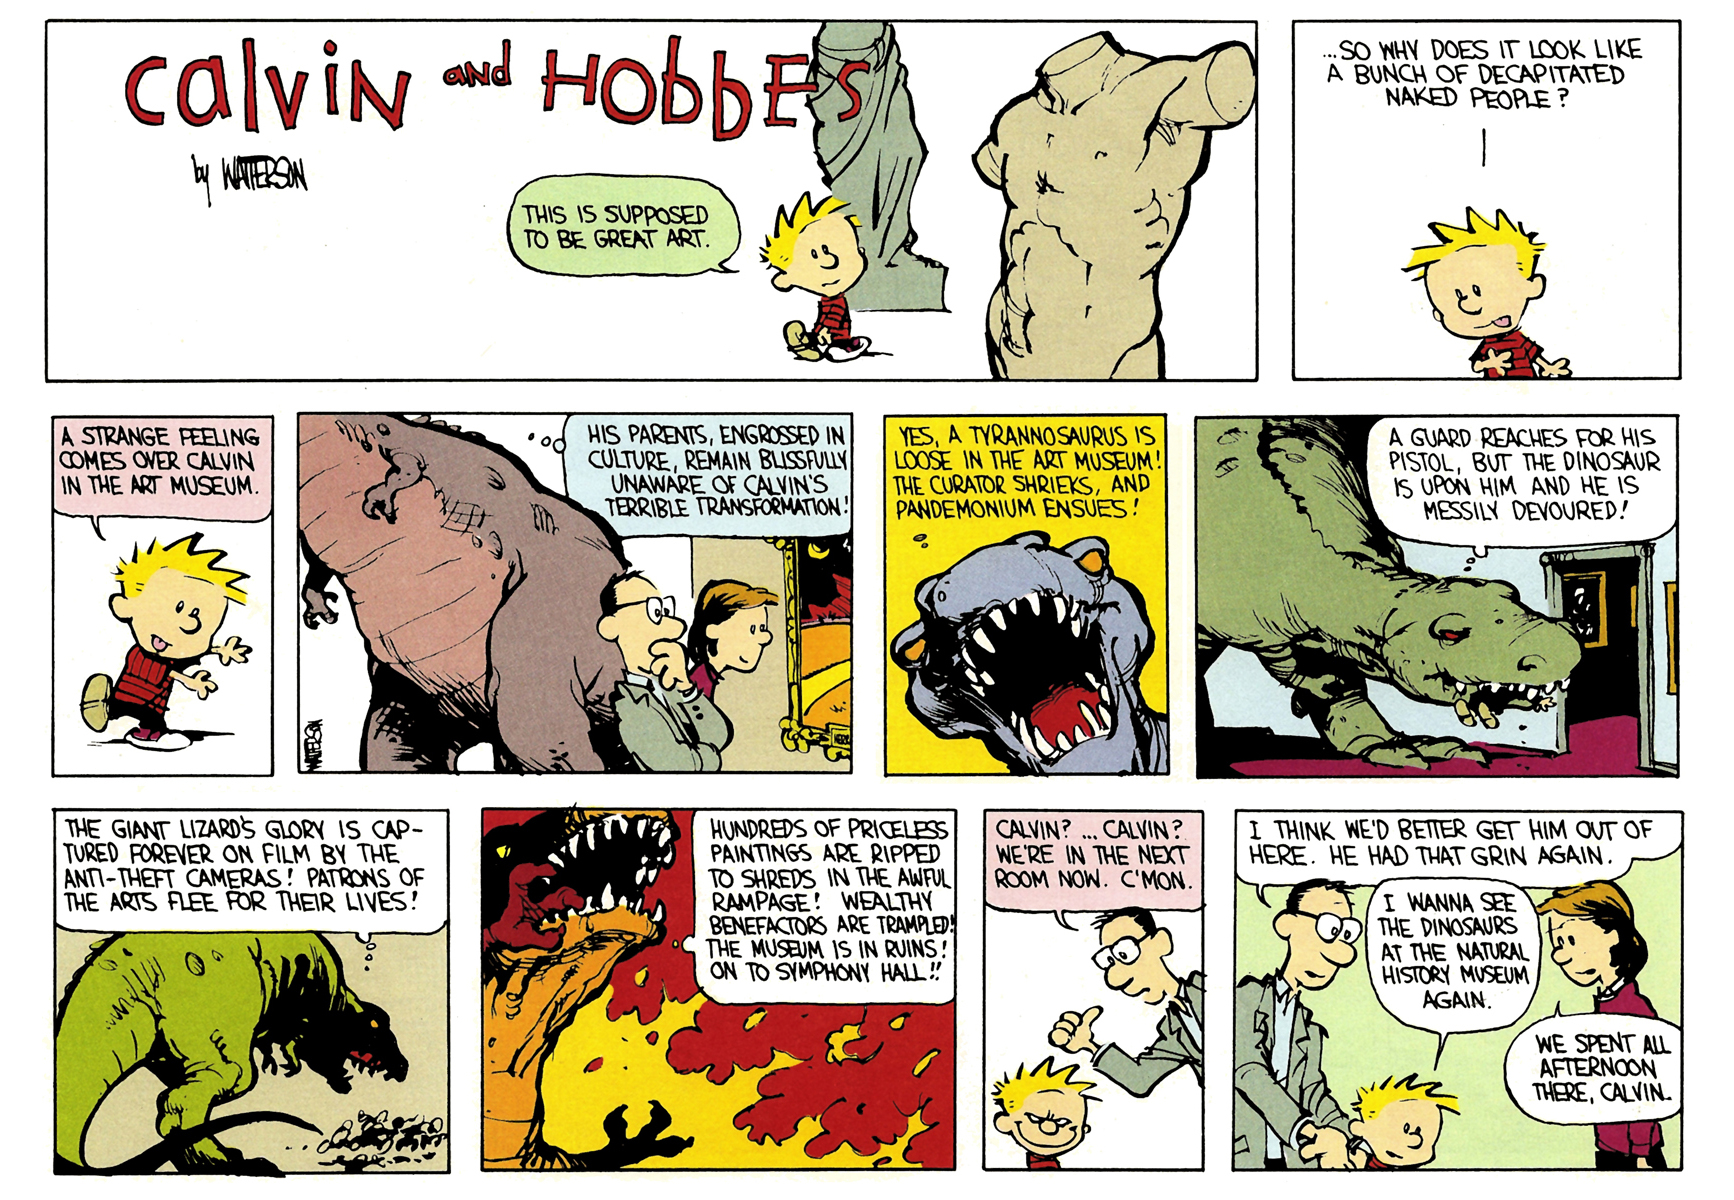 CALVIN AND HOBBES
by WATTERSON
THIS IS SUPPOSED
TO BE GREAT ART.
...SO WHY DOES IT LOOK LIKE
A BUNCH OF DECAPITATED
NAKED PEOPLE?
A STRANGE FEELING
COMES OVER CALVIN
IN THE ART MUSEUM.
HIS PARENTS, ENGROSSED IN
CULTURE, REMAIN BLISSFULLY
UNAWARE OF CALVIN'S
TERRIBLE TRANSFORMATION!
WATTERSON
YES, A TYRANNOSAURUS IS
LOOSE IN THE ART MUSEUM!
THE CURATOR SHRIEKS, AND
PANDEMONIUM ENSUES!
A GUARD REACHES FOR HIS
PISTOL, BUT THE DINOSAUR
IS UPON HIM AND HE IS
MESSILY DEVOURED!
THE GIANT LIZARD'S GLORY IS CAP-
TURED FOREVER ON FILM BY THE
ANTI-THEFT CAMERAS! PATRONS OF
THE ARTS FLEE FOR THEIR LIVES!
HUNDREDS OF PRICELESS
PAINTINGS ARE RIPPED
TO SHREDS IN THE AWFUL
RAMPAGE! WEALTHY
BENEFACTORS ARE TRAMPLED!
THE MUSEUM IS IN RUINS!
ON TO SYMPHONY HALL!!
CALVIN? ...CALVIN?
WE'RE IN THE NEXT
ROOM NOW. C'MON.
I THINK WE'D BETTER GET HIM OUT OF
HERE. HE HAD THAT GRIN AGAIN.
I WANNA SEE
THE DINOSAURS
AT THE NATURAL
HISTORY MUSEUM
AGAIN.
WE SPENT ALL
AFTERNOON
THERE, CALVIN.